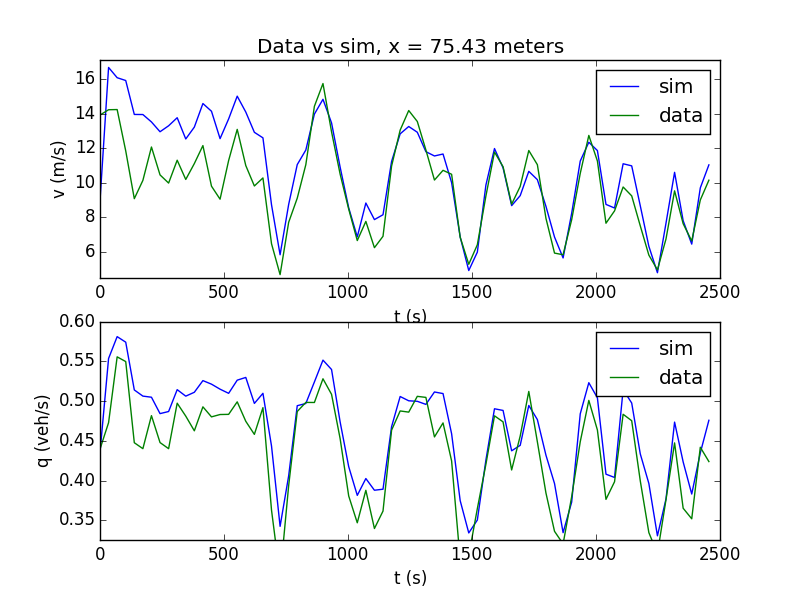 Data vs sim, x = 75.43 meters
v (m/s)
16
14
12
10
8
6
sim
data
0
500
1000
1500
2000
2500
t (s)
q (veh/s)
0.60
0.55
0.50
0.45
0.40
0.35
sim
data
0
500
1000
1500
2000
2500
t (s)